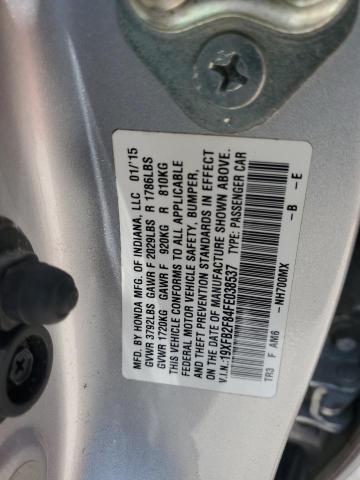 MFD. BY HONDA MFG. OF INDIANA, LLC 01/15
GVWR 3792LBS GAWR F 2029LBS R 1786LBS
GVWR 1720KG GAWR F 920KG R 810KG
THIS VEHICLE CONFORMS TO ALL APPLICABLE
FEDERAL MOTOR VEHICLE SAFETY, BUMPER,
AND THEFT PREVENTION STANDARDS IN EFFECT
ON THE DATE OF MANUFACTURE SHOWN ABOVE.
V.I.N.:19XFB2F84FE038537 TYPE: PASSENGER CAR
NH700MIX -B -E
TR3 F AM6